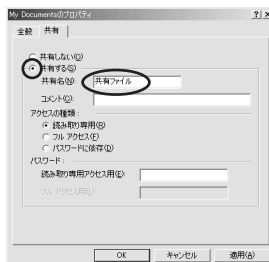 My Documentsのプロパティ
全般 共有
共有しない(O)
共有する(S)
共有名(N): 共有ファイル
コメント(C):
アクセスの種類:
読み取り専用(R)
フル アクセス(F)
パスワードに依存(D)
パスワード:
読み取り専用アクセス用(E):
フル アクセス用(L):
OK キャンセル 適用(A)